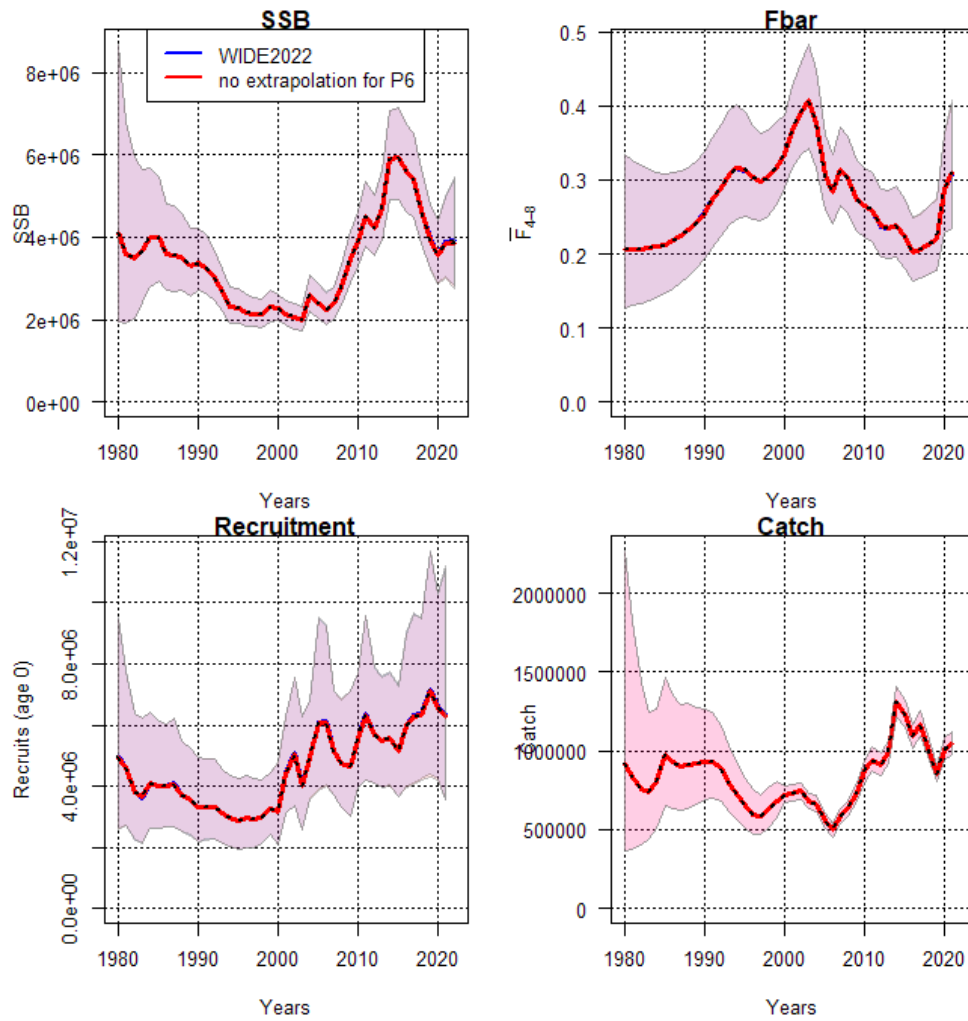 SSB
WIDE2022
no extrapolation for P6
SSB
8e+06
6e+06
4e+06
2e+06
0e+00
1980 1990 2000 2010 2020
Years
Fbar
F̅4–8
0.5
0.4
0.3
0.2
0.1
0.0
1980 1990 2000 2010 2020
Years
Recruitment
Recruits (age 0)
1.2e+07
8.0e+06
4.0e+06
0.0e+00
1980 1990 2000 2010 2020
Years
Catch
Catch
2000000
1500000
1000000
500000
0
1980 1990 2000 2010 2020
Years